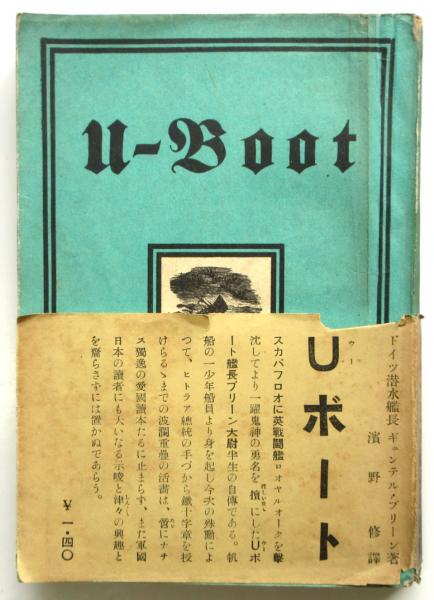 U-Boot
Uボート
ウー
ドイツ潜水艦長 ギュンテル・プリーン著
濱野修譯
スカパフロオに英戰鬪艦ロオヤルオークを擊
沈してより一躍鬼神の勇名を擅にしたUボ
ート艦長プリーン大尉半生の自傳である。帆
船の一少年船員より身を起し今次の殊勳によ
つて、ヒトラア總統の手づから鐵十字章を授
けらるゝまでの波瀾重疊の活書は、啻にナチ
ス獨逸の愛國讀本たるに止まらず、また軍國
日本の讀者にも大いなる示唆と津々の興趣と
を齎らさずには置かぬであらう。
¥一・四〇